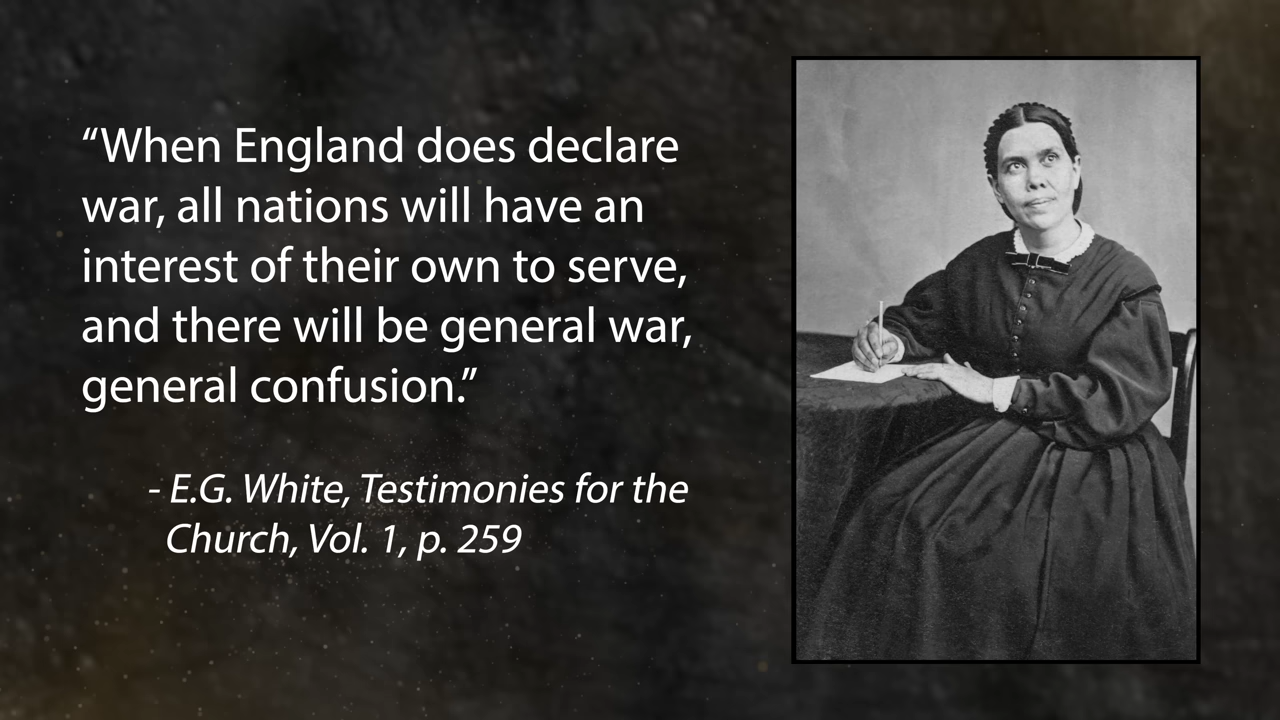 “When England does declare
war, all nations will have an
interest of their own to serve,
and there will be general war,
general confusion.”
- E.G. White, Testimonies for the
Church, Vol. 1, p. 259